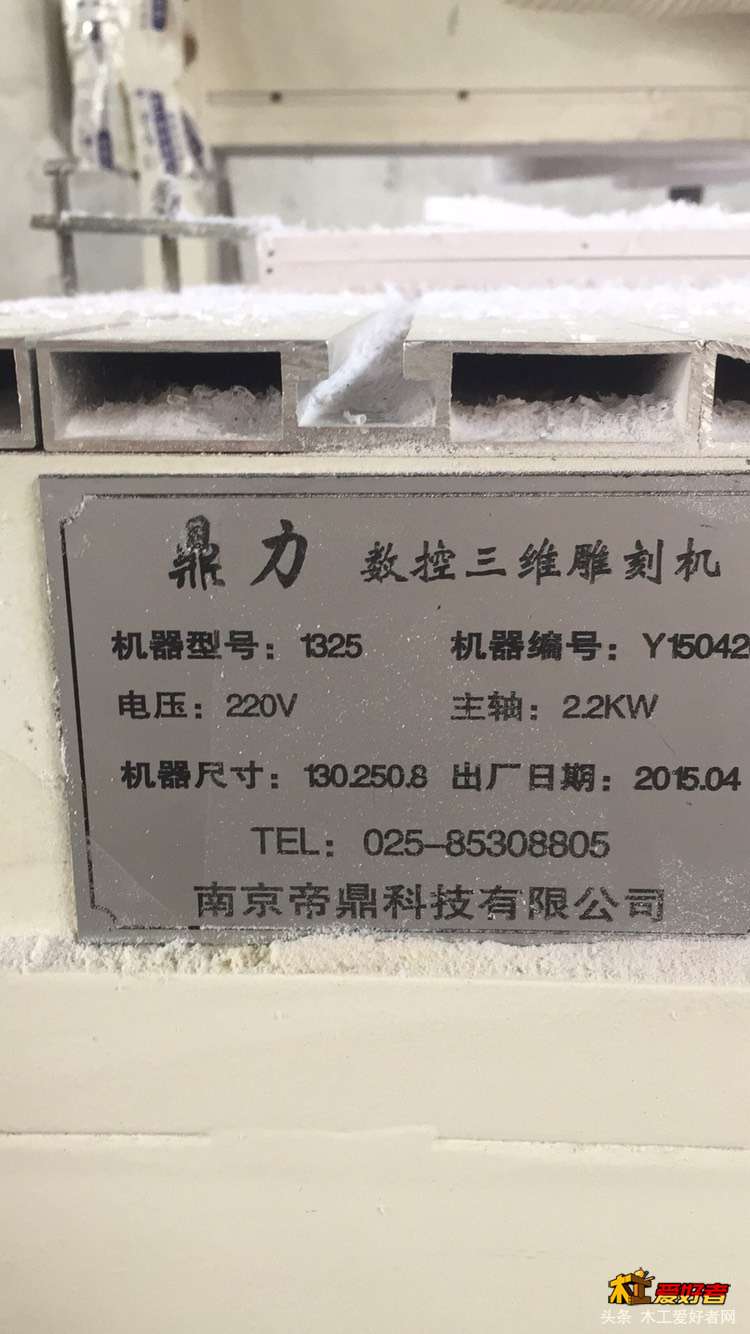 鼎力 数控三维雕刻机
机器型号：1325 机器编号：Y150420
电压：220V 主轴：2.2KW
机器尺寸：130.250.8 出厂日期：2015.04
TEL：025-85308805
南京帝鼎科技有限公司
木工爱好者
头条 木工爱好者网